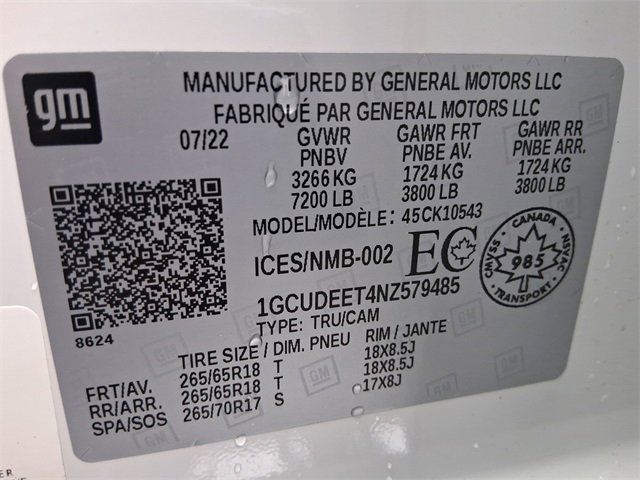 gm
MANUFACTURED BY GENERAL MOTORS LLC
FABRIQUÉ PAR GENERAL MOTORS LLC
07/22 GVWR GAWR FRT GAWR RR
PNBV PNBE AV. PNBE ARR.
3266 KG 1724 KG 1724 KG
7200 LB 3800 LB 3800 LB
MODEL/MODÈLE: 45CK10543
ICES/NMB-002 EC
CANADA
985
SVMNS
TRANSPORT
1GCUDEET4NZ579485
TYPE: TRU/CAM
8624
TIRE SIZE / DIM. PNEU RIM / JANTE
FRT/AV. 265/65R18 T 18X8.5J
RR/ARR. 265/65R18 T 18X8.5J
SPA/SOS 265/70R17 S 17X8J